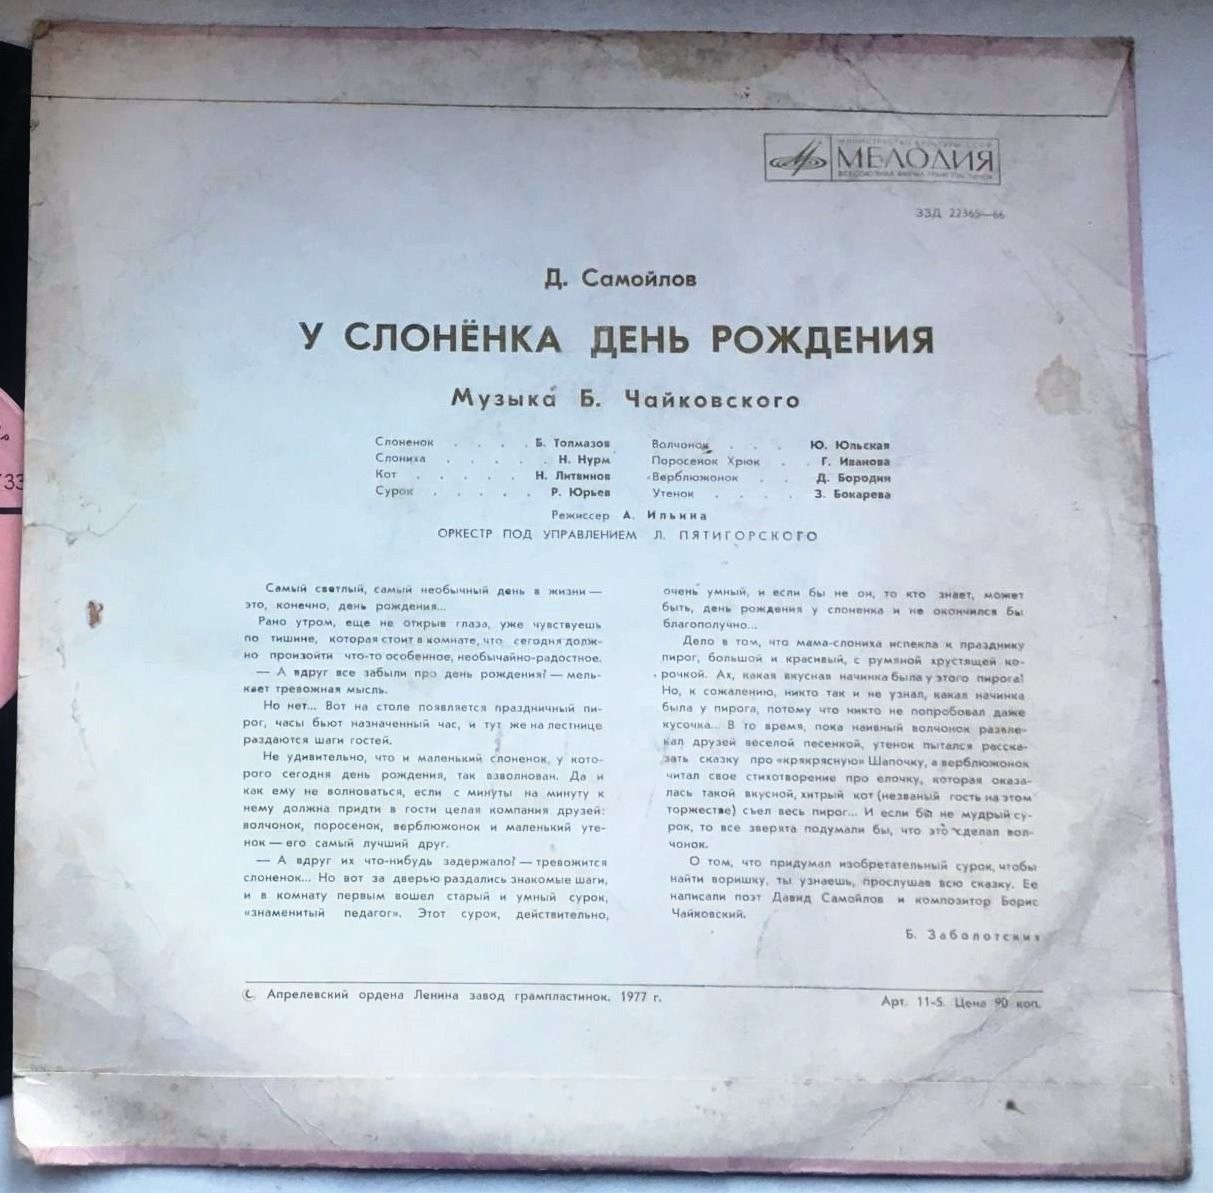 МИНИСТЕРСТВО КУЛЬТУРЫ СССР
МЕЛОДИЯ
ВСЕСОЮЗНАЯ ФИРМА ГРАМПЛАСТИНОК
33Д 22365—66
Д. Самойлов
У СЛОНЁНКА ДЕНЬ РОЖДЕНИЯ
Музыка Б. Чайковского
Слоненок . . . . Б. Толмазов
Слониха . . . . . Н. Нурм
Кот . . . . . Н. Литвинов
Сурок . . . . . Р. Юрьев
Волчонок . . . Ю. Юльская
Поросенок Хрюк . . Г. Иванова
Верблюжонок . . Д. Бородин
Утенок . . . . З. Бокарева
Режиссер А. Ильина
ОРКЕСТР ПОД УПРАВЛЕНИЕМ Л. ПЯТИГОРСКОГО
Самый светлый, самый необычный день в жизни —
это, конечно, день рождения...
Рано утром, еще не открыв глаза, уже чувствуешь
по тишине, которая стоит в комнате, что сегодня долж-
но произойти что-то особенное, необычайно-радостное.
— А вдруг все забыли про день рождения? — мель-
кает тревожная мысль.
Но нет... Вот на столе появляется праздничный пи-
рог, часы бьют назначенный час, и тут же на лестнице
раздаются шаги гостей.
Не удивительно, что и маленький слоненок, у кото-
рого сегодня день рождения, так взволнован. Да и
как ему не волноваться, если с минуты на минуту к
нему должна придти в гости целая компания друзей:
волчонок, поросенок, верблюжонок и маленький уте-
нок — его самый лучший друг.
— А вдруг их что-нибудь задержало? — тревожится
слоненок... Но вот за дверью раздались знакомые шаги,
и в комнату первым вошел старый и умный сурок,
«знаменитый педагог». Этот сурок, действительно,
очень умный, и если бы не он, то кто знает, может
быть, день рождения у слоненка и не окончился бы
благополучно...
Дело в том, что мама-слониха испекла к празднику
пирог, большой и красивый, с румяной хрустящей ко-
рочкой. Ах, какая вкусная начинка была у этого пирога!
Но, к сожалению, никто так и не узнал, какая начинка
была у пирога, потому что никто не попробовал даже
кусочка... В то время, пока наивный волчонок развле-
кал друзей веселой песенкой, утенок пытался расска-
зать сказку про «крякрясную» Шапочку, а верблюжонок
читал свое стихотворение про елочку, которая оказа-
лась такой вкусной, хитрый кот (незваный гость на этом
торжестве) съел весь пирог... И если бы не мудрый су-
рок, то все зверята подумали бы, что это сделал вол-
чонок.
О том, что придумал изобретательный сурок, чтобы
найти воришку, ты узнаешь, прослушав всю сказку. Ее
написали поэт Давид Самойлов и композитор Борис
Чайковский.
Б. Заболотских
Апрелевский ордена Ленина завод грампластинок. 1977 г.
Арт. 11-5. Цена 90 коп.
33